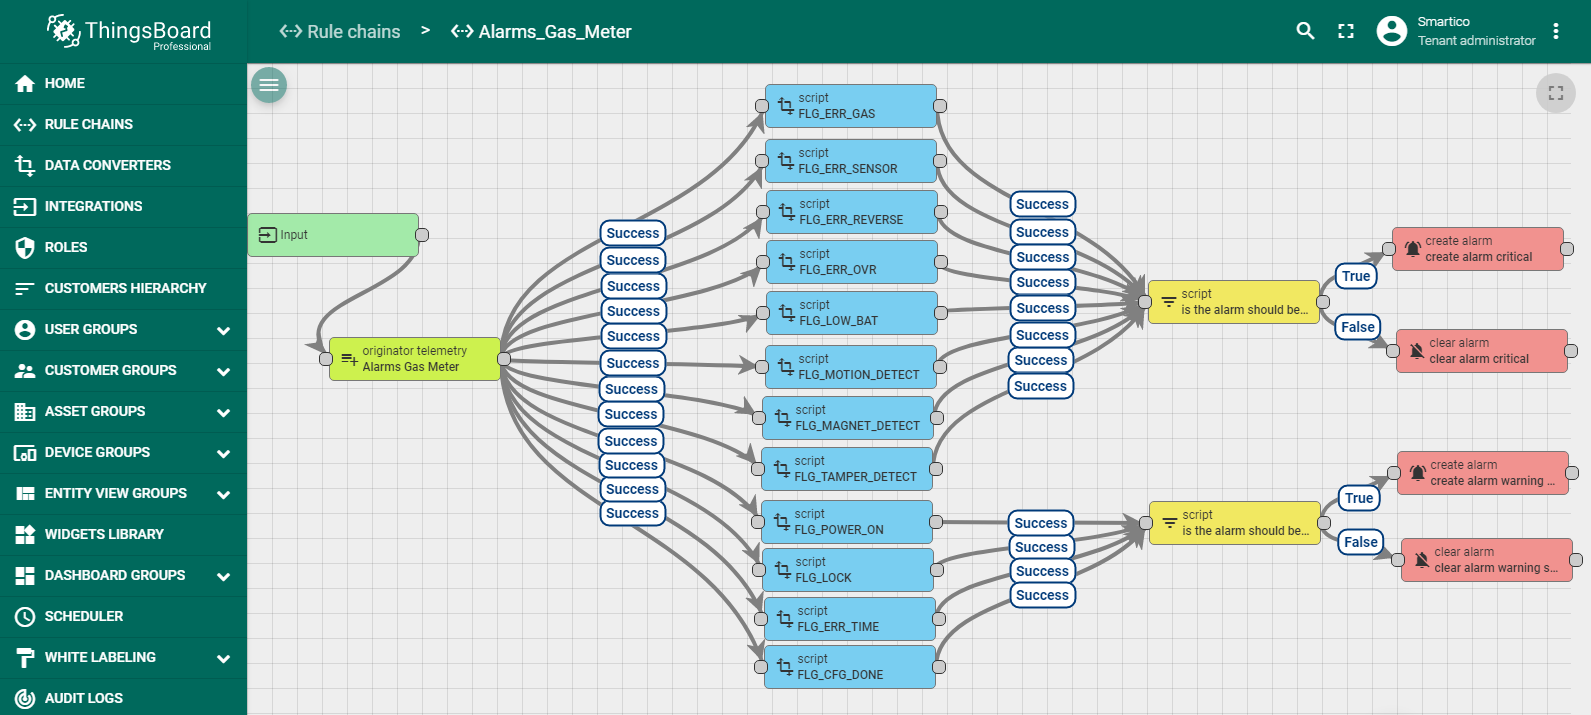 ThingsBoard
Professional
Rule chains > Alarms_Gas_Meter
Smartico
Tenant administrator
HOME
RULE CHAINS
DATA CONVERTERS
INTEGRATIONS
ROLES
CUSTOMERS HIERARCHY
USER GROUPS
CUSTOMER GROUPS
ASSET GROUPS
DEVICE GROUPS
ENTITY VIEW GROUPS
WIDGETS LIBRARY
DASHBOARD GROUPS
SCHEDULER
WHITE LABELING
AUDIT LOGS
Input
originator telemetry
Alarms Gas Meter
Success
Success
Success
Success
Success
Success
Success
Success
Success
Success
Success
Success
script
FLG_ERR_GAS
script
FLG_ERR_SENSOR
script
FLG_ERR_REVERSE
script
FLG_ERR_OVR
script
FLG_LOW_BAT
script
FLG_MOTION_DETECT
script
FLG_MAGNET_DETECT
script
FLG_TAMPER_DETECT
script
FLG_POWER_ON
script
FLG_LOCK
script
FLG_ERR_TIME
script
FLG_CFG_DONE
Success
Success
Success
Success
Success
Success
Success
Success
Success
Success
Success
Success
script
is the alarm should be...
True
False
create alarm
create alarm critical
clear alarm
clear alarm critical
script
is the alarm should be...
True
False
create alarm
create alarm warning ...
clear alarm
clear alarm warning s...